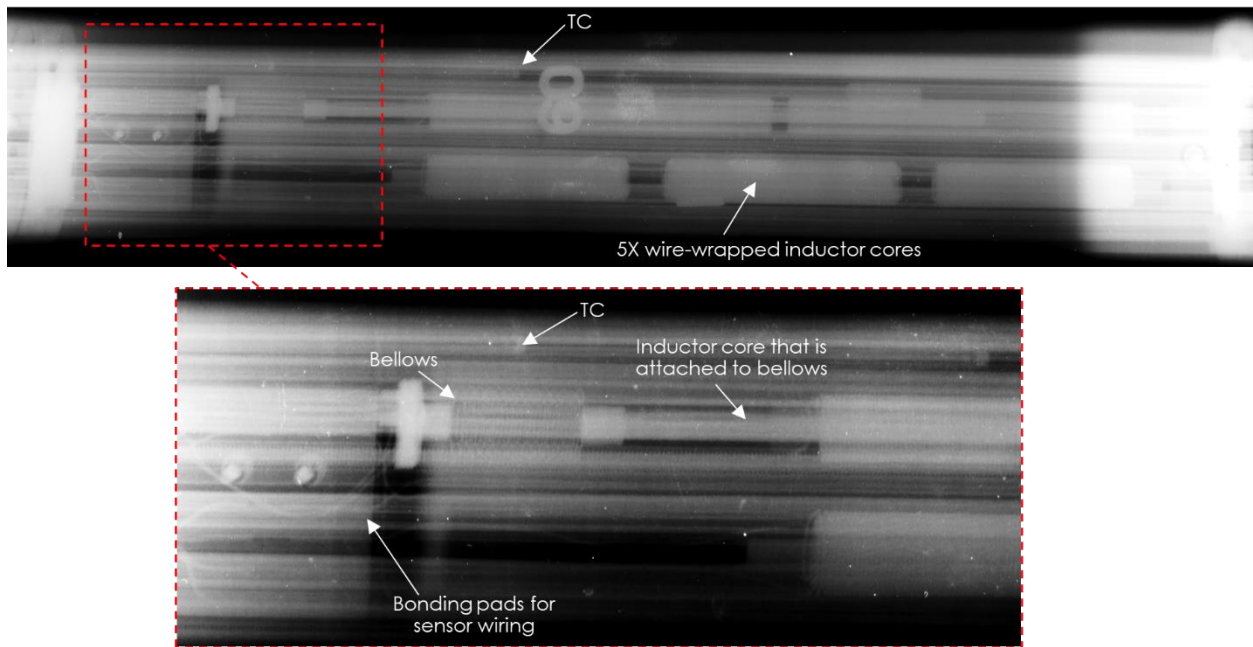 TC
5X wire-wrapped inductor cores
TC
Bellows
Inductor core that is
attached to bellows
Bonding pads for
sensor wiring